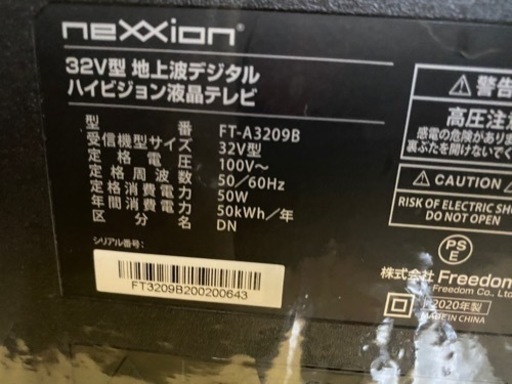 neXXion®
32V型 地上波デジタル
ハイビジョン液晶テレビ
型番 FT-A3209B
受信機型サイズ 32V型
定格電圧 100V〜
定格周波数 50／60Hz
定格消費電力 50W
年間消費電力 50kWh／年
区分名 DN
シリアル番号:
FT3209B200200643
⚠ 警告
高圧注意
感電の危険がありま
裏ぶたを開けないでく
⚠ CAUTION
RISK OF ELECTRIC SHO
DO NOT OPEN
PS
E
株式会社 Freedom
Freedom Co., Ltd
2020年製
MADE IN CHINA